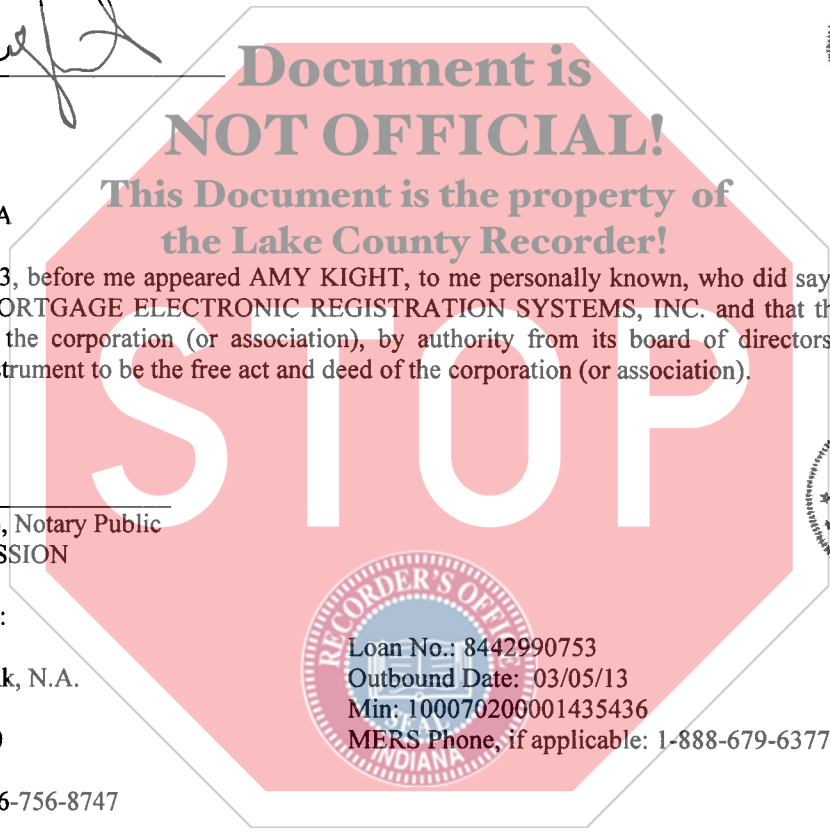 Document is
NOT OFFICIAL!
This Document is the property of
the Lake County Recorder!
A
3, before me appeared AMY KIGHT, to me personally known, who did say
ORTGAGE ELECTRONIC REGISTRATION SYSTEMS, INC. and that th
the corporation (or association), by authority from its board of directors
strument to be the free act and deed of the corporation (or association).
STOP
, Notary Public
SSION
:
k, N.A.
6-756-8747
RECORDER'S OFFICE
SEAL
INDIANA
Loan No.: 8442990753
Outbound Date: 03/05/13
Min: 100070200001435436
MERS Phone, if applicable: 1-888-679-6377